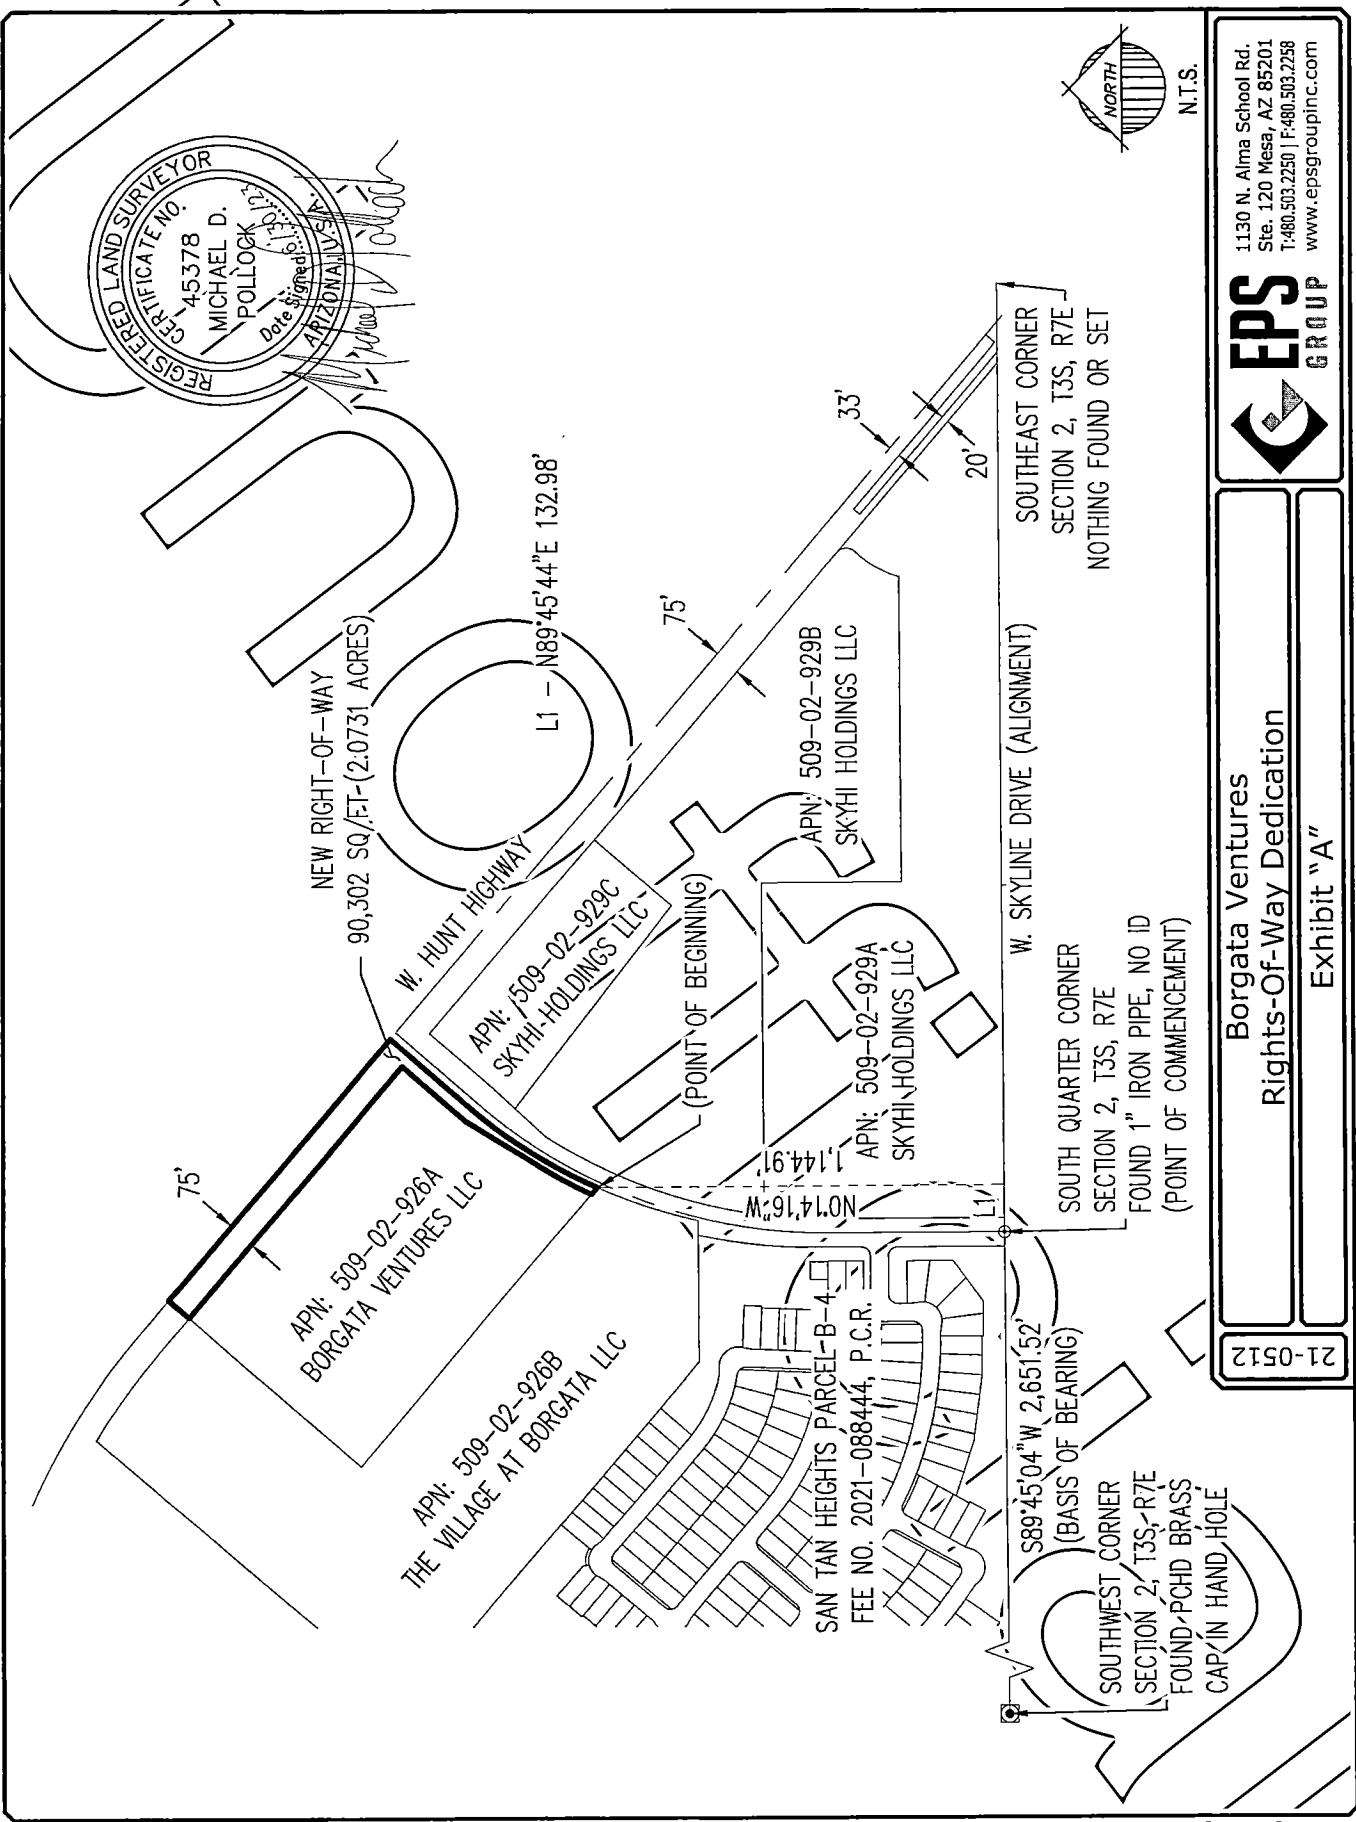 REGISTERED LAND SURVEYOR
CERTIFICATE NO.
45378
MICHAEL D.
POLLOCK
Date Signed: 6/30/23
ARIZONA, U.S.A.
NEW RIGHT-OF-WAY
90,302 SQ/FT-(2.0731 ACRES)
L1 - N89°45'44"E 132.98'
75'
APN: 509-02-926A
BORGATA VENTURES LLC
APN: 509-02-926B
THE VILLAGE AT BORGATA LLC
W. HUNT HIGHWAY
APN: 509-02-929C
SKYHI HOLDINGS LLC
(POINT OF BEGINNING)
75'
33'
20'
APN: 509-02-929B
SKYHI HOLDINGS LLC
APN: 509-02-929A
SKYHI HOLDINGS LLC
N0°14'16"W
1,144.91'
L1
SAN TAN HEIGHTS PARCEL B-4
FEE NO. 2021-088444, P.C.R.
W. SKYLINE DRIVE (ALIGNMENT)
S89°45'04"W 2,651.52'
(BASIS OF BEARING)
SOUTHWEST CORNER
SECTION 2, T3S, R7E
FOUND PCHD BRASS
CAP IN HAND HOLE
SOUTH QUARTER CORNER
SECTION 2, T3S, R7E
FOUND 1" IRON PIPE, NO ID
(POINT OF COMMENCEMENT)
SOUTHEAST CORNER
SECTION 2, T3S, R7E
NOTHING FOUND OR SET
NORTH
N.T.S.
21-0512
Borgata Ventures
Rights-Of-Way Dedication
Exhibit "A"
EPS
GROUP
1130 N. Alma School Rd.
Ste. 120 Mesa, AZ 85201
T:480.503.2250 | F:480.503.2258
www.epsgroupinc.com